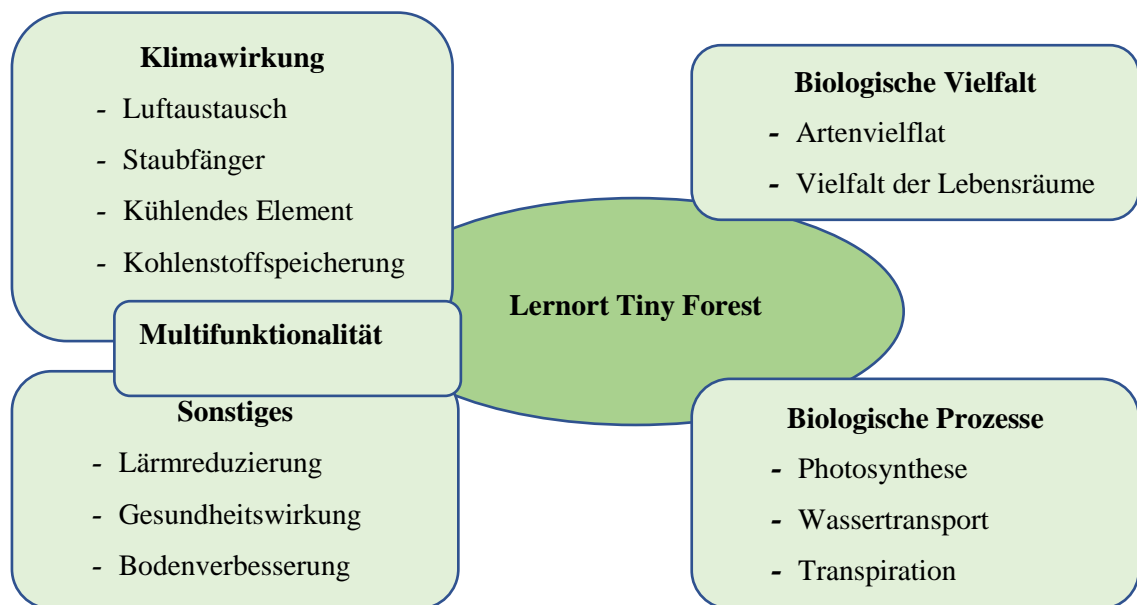 Klimawirkung
- Luftaustausch
- Staubfänger
- Kühlendes Element
- Kohlenstoffspeicherung
Multifunktionalität
Sonstiges
- Lärmreduzierung
- Gesundheitswirkung
- Bodenverbesserung
Lernort Tiny Forest
Biologische Vielfalt
- Artenvielflat
- Vielfalt der Lebensräume
Biologische Prozesse
- Photosynthese
- Wassertransport
- Transpiration